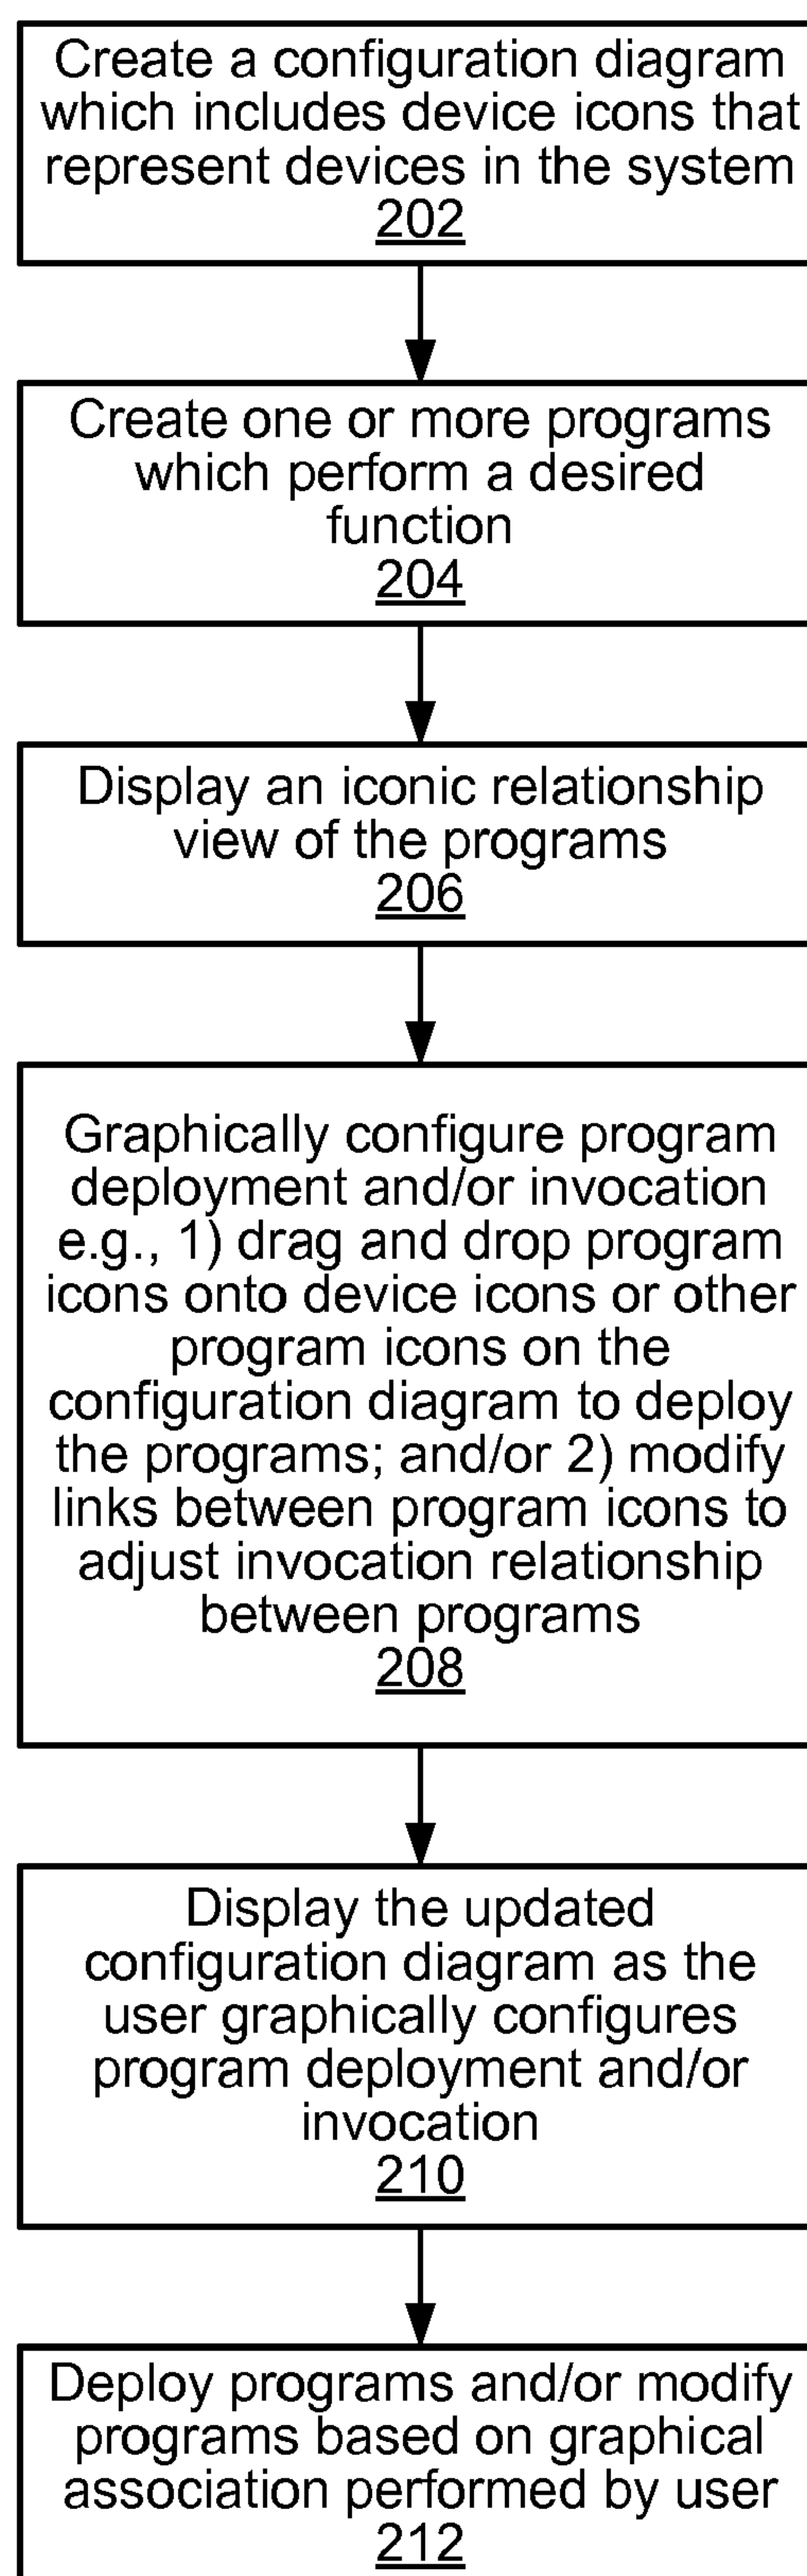 Create a configuration diagram
which includes device icons that
represent devices in the system
202
Create one or more programs
which perform a desired
function
204
Display an iconic relationship
view of the programs
206
Graphically configure program
deployment and/or invocation
e.g., 1) drag and drop program
icons onto device icons or other
program icons on the
configuration diagram to deploy
the programs; and/or 2) modify
links between program icons to
adjust invocation relationship
between programs
208
Display the updated
configuration diagram as the
user graphically configures
program deployment and/or
invocation
210
Deploy programs and/or modify
programs based on graphical
association performed by user
212